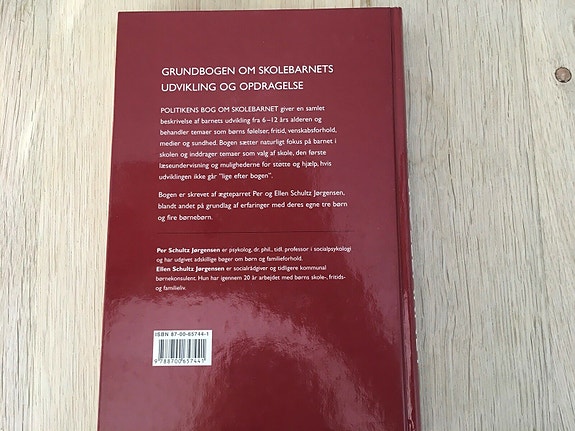 GRUNDBOGEN OM SKOLEBARNETS
UDVIKLING OG OPDRAGELSE
POLITIKENS BOG OM SKOLEBARNET giver en samlet
beskrivelse af barnets udvikling fra 6–12 års alderen og
behandler temaer som børns følelser, fritid, venskabsforhold,
medier og sundhed. Bogen sætter naturligt fokus på barnet i
skolen og inddrager temaer som valg af skole, den første
læseundervisning og mulighederne for støtte og hjælp, hvis
udviklingen ikke går "lige efter bogen".
Bogen er skrevet af ægteparret Per og Ellen Schultz Jørgensen,
blandt andet på grundlag af erfaringer med deres egne tre børn
og fire børnebørn.
Per Schultz Jørgensen er psykolog, dr. phil., tidl. professor i socialpsykologi
og har udgivet adskillige bøger om børn og familieforhold.
Ellen Schultz Jørgensen er socialrådgiver og tidligere kommunal
børnekonsulent. Hun har igennem 20 år arbejdet med børns skole-, fritids-
og familieliv.
ISBN 87-00-65744-1
9 788700 657441